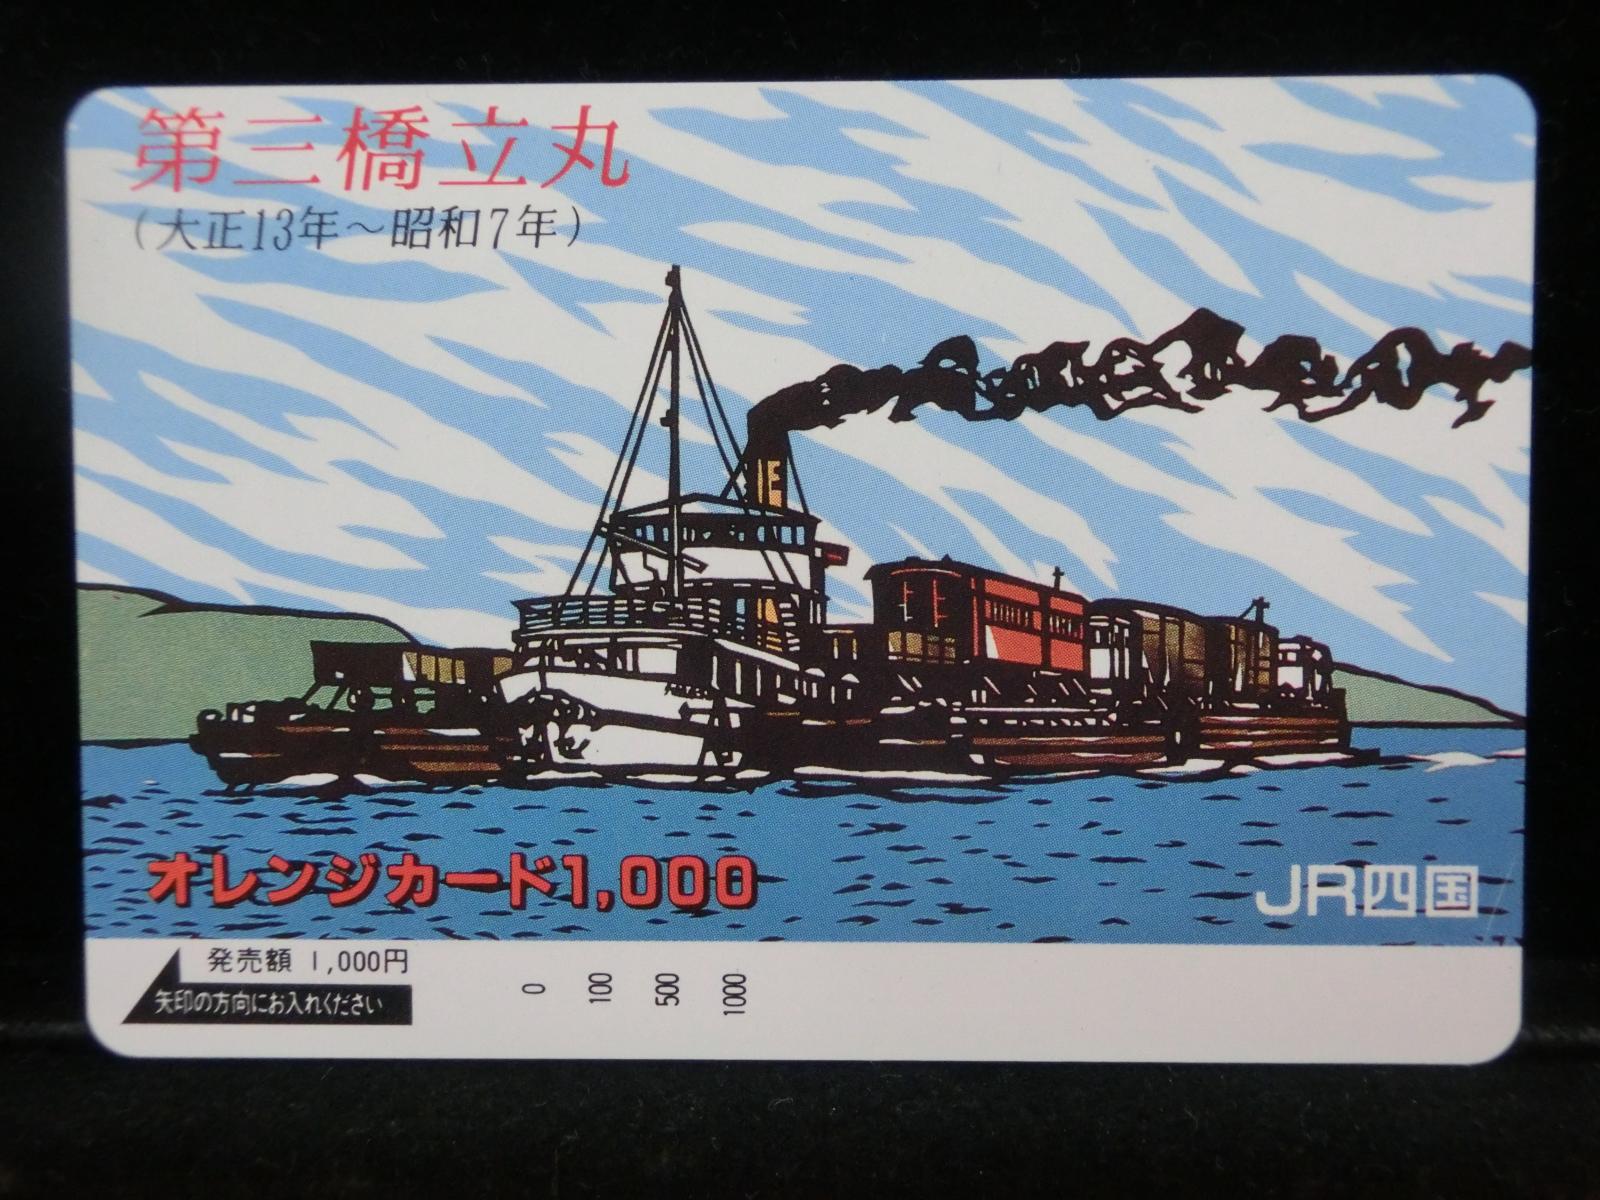 第三橋立丸
(大正13年～昭和7年)
オレンジカード1,000
JR四国
発売額 1,000円
矢印の方向にお入れください
0 100 500 1000